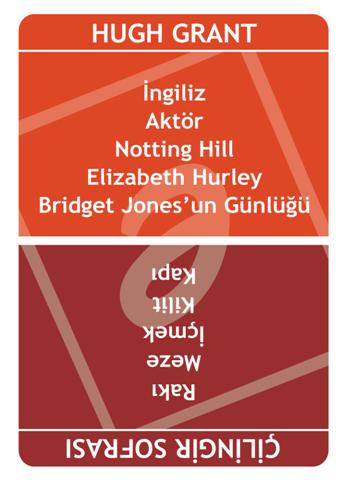 HUGH GRANT
İngiliz
Aktör
Notting Hill
Elizabeth Hurley
Bridget Jones’un Günlüğü
ÇİLİNGİR SOFRASI
Rakı
Meze
İçmek
Kilit
Kapı